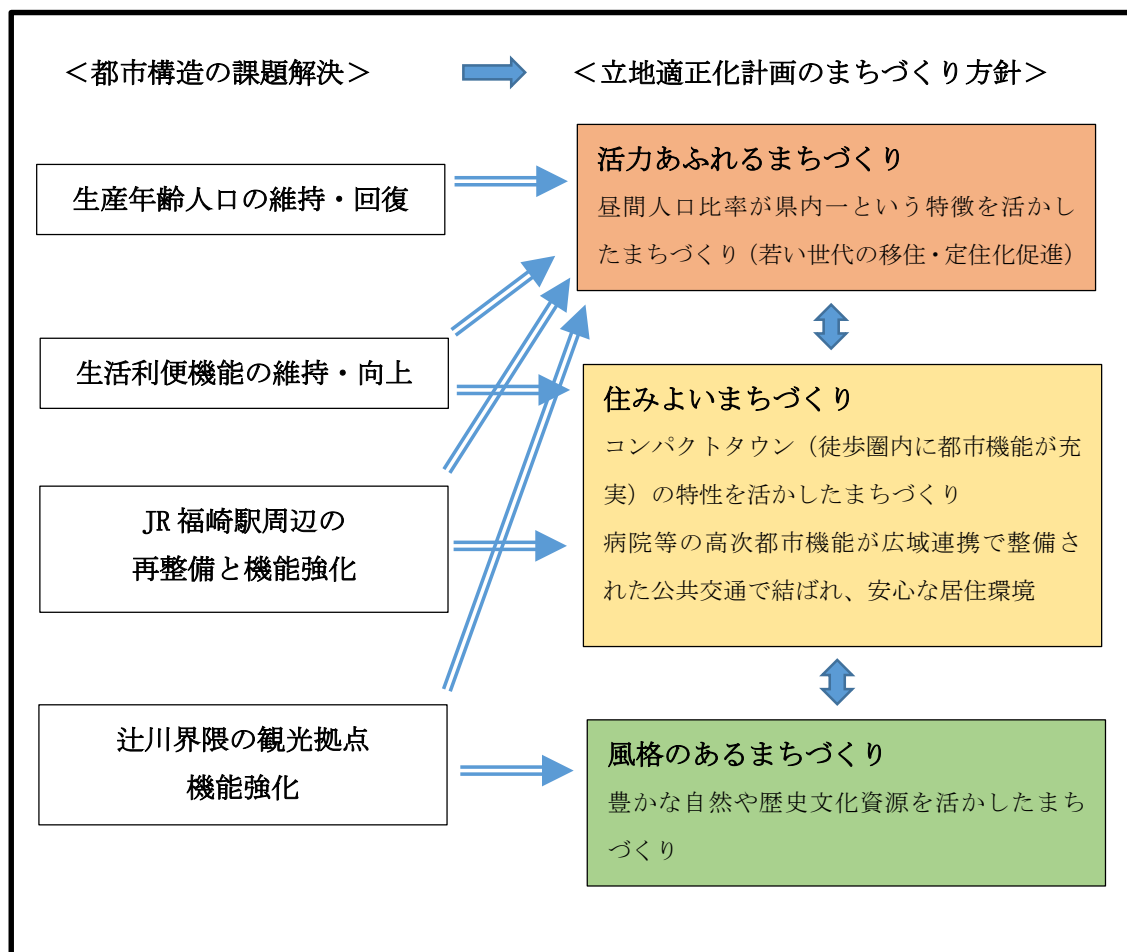 ＜都市構造の課題解決＞
＜立地適正化計画のまちづくり方針＞
生産年齢人口の維持・回復
生活利便機能の維持・向上
JR 福崎駅周辺の
再整備と機能強化
辻川界隈の観光拠点
機能強化
活力あふれるまちづくり
昼間人口比率が県内一という特徴を活かし
たまちづくり（若い世代の移住・定住化促進）
住みよいまちづくり
コンパクトタウン（徒歩圏内に都市機能が充
実）の特性を活かしたまちづくり
病院等の高次都市機能が広域連携で整備さ
れた公共交通で結ばれ、安心な居住環境
風格のあるまちづくり
豊かな自然や歴史文化資源を活かしたまち
づくり